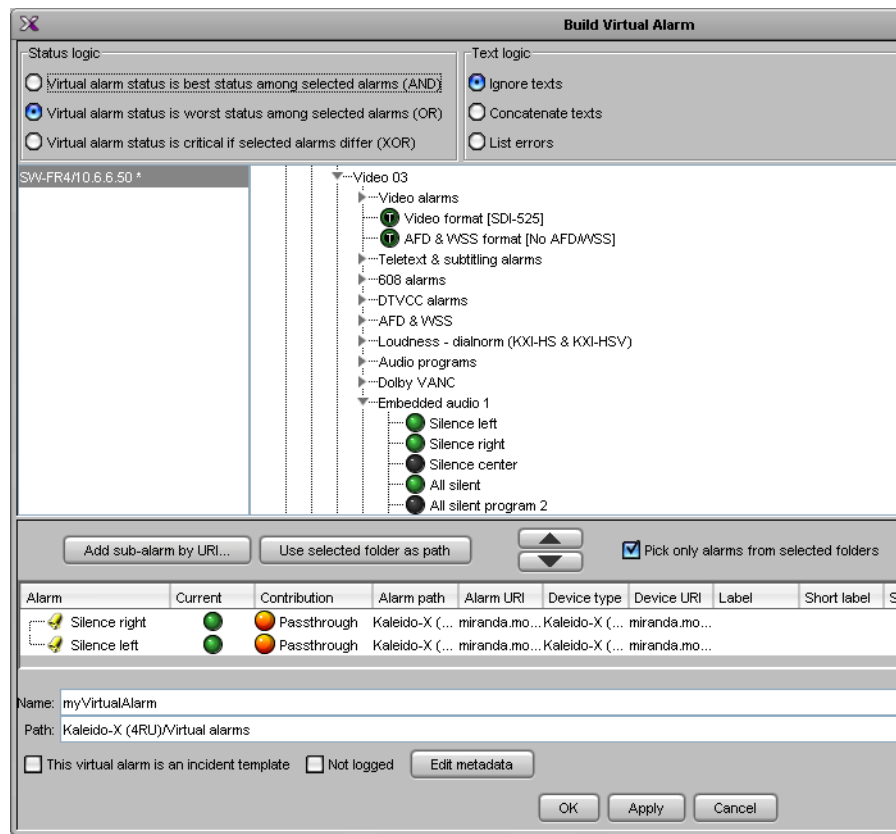 Build Virtual Alarm
Status logic
Text logic
Virtual alarm status is best status among selected alarms (AND)
Ignore texts
Virtual alarm status is worst status among selected alarms (OR)
Concatenate texts
Virtual alarm status is critical if selected alarms differ (XOR)
List errors
SW-FR4/10.6.6.50 *
Video 03
Video alarms
T Video format [SDI-525]
T AFD & WSS format [No AFD/WSS]
Teletext & subtitling alarms
608 alarms
DTVCC alarms
AFD & WSS
Loudness - dialnorm (KXI-HS & KXI-HSV)
Audio programs
Dolby VANC
Embedded audio 1
Silence left
Silence right
Silence center
All silent
All silent program 2
Add sub-alarm by URI...
Use selected folder as path
Pick only alarms from selected folders
Alarm Current Contribution Alarm path Alarm URI Device type Device URI Label Short label S
Silence right Passthrough Kaleido-X (... miranda.mo... Kaleido-X (... miranda.mo...
Silence left Passthrough Kaleido-X (... miranda.mo... Kaleido-X (... miranda.mo...
Name: myVirtualAlarm
Path: Kaleido-X (4RU)/Virtual alarms
This virtual alarm is an incident template
Not logged
Edit metadata
OK
Apply
Cancel